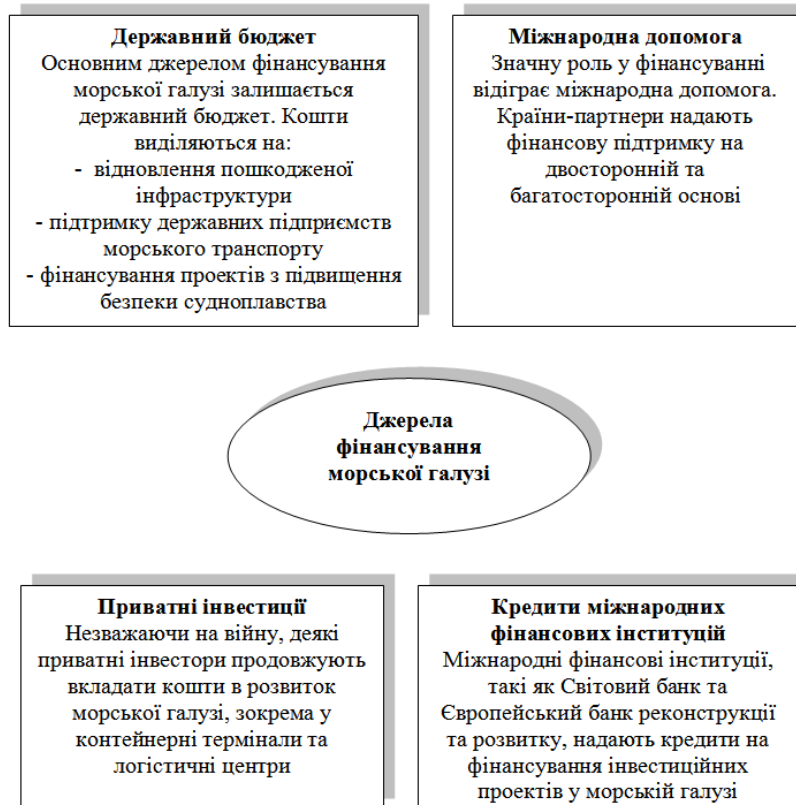 Державний бюджет
Основним джерелом фінансування
морської галузі залишається
державний бюджет. Кошти
виділяються на:
- відновлення пошкодженої
інфраструктури
- підтримку державних підприємств
морського транспорту
- фінансування проектів з підвищення
безпеки судноплавства
Міжнародна допомога
Значну роль у фінансуванні
відіграє міжнародна допомога.
Країни-партнери надають
фінансову підтримку на
двосторонній та
багатосторонній основі
Джерела
фінансування
морської галузі
Приватні інвестиції
Незважаючи на війну, деякі
приватні інвестори продовжують
вкладати кошти в розвиток
морської галузі, зокрема у
контейнерні термінали та
логістичні центри
Кредити міжнародних
фінансових інституцій
Міжнародні фінансові інституції,
такі як Світовий банк та
Європейський банк реконструкції
та розвитку, надають кредити на
фінансування інвестиційних
проектів у морській галузі